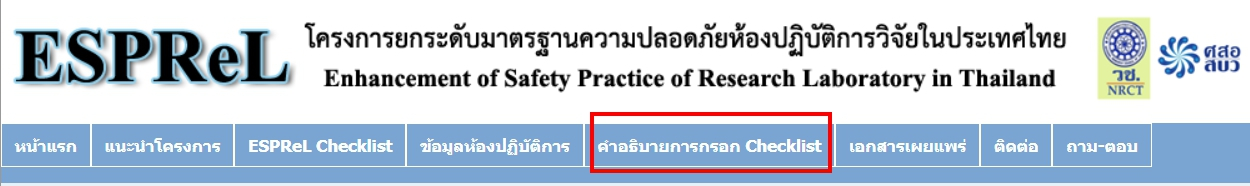 ESPReL
โครงการยกระดับมาตรฐานความปลอดภัยห้องปฏิบัติการวิจัยในประเทศไทย
Enhancement of Safety Practice of Research Laboratory in Thailand
วช.
NRCT
ศสอ
สบว
หน้าแรก แนะนำโครงการ ESPReL Checklist ข้อมูลห้องปฏิบัติการ คำอธิบายการกรอก Checklist เอกสารเผยแพร่ ติดต่อ ถาม-ตอบ